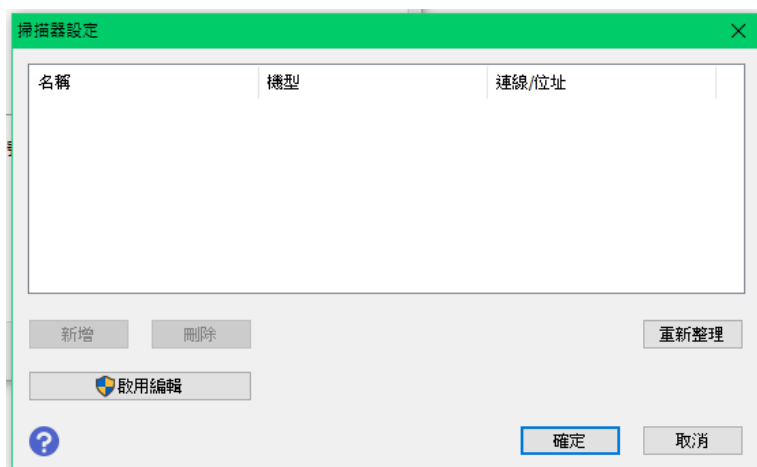 掃描器設定
名稱 機型 連線/位址
新增 刪除 重新整理
啟用編輯
?
確定 取消